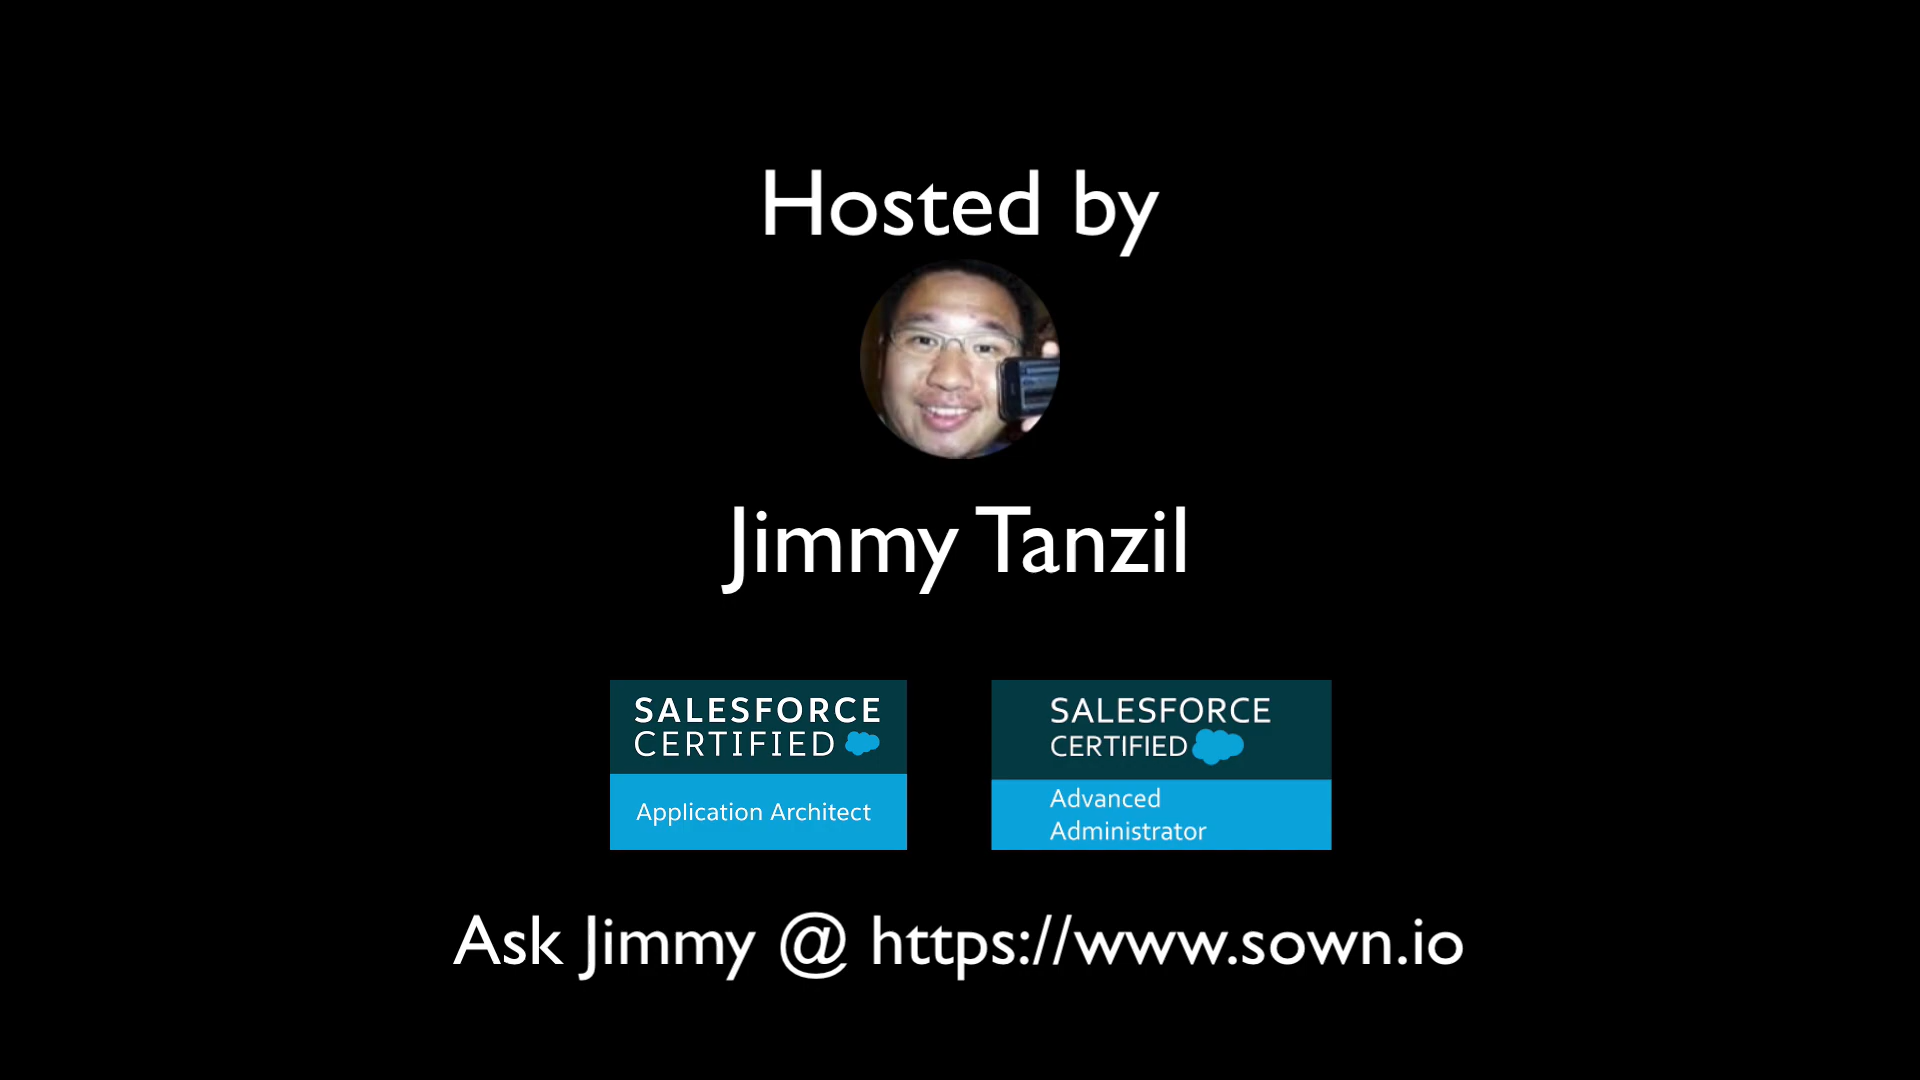 Hosted by
Jimmy Tanzil
SALESFORCE
CERTIFIED
Application Architect
SALESFORCE
CERTIFIED
Advanced
Administrator
Ask Jimmy @ https://www.sown.io